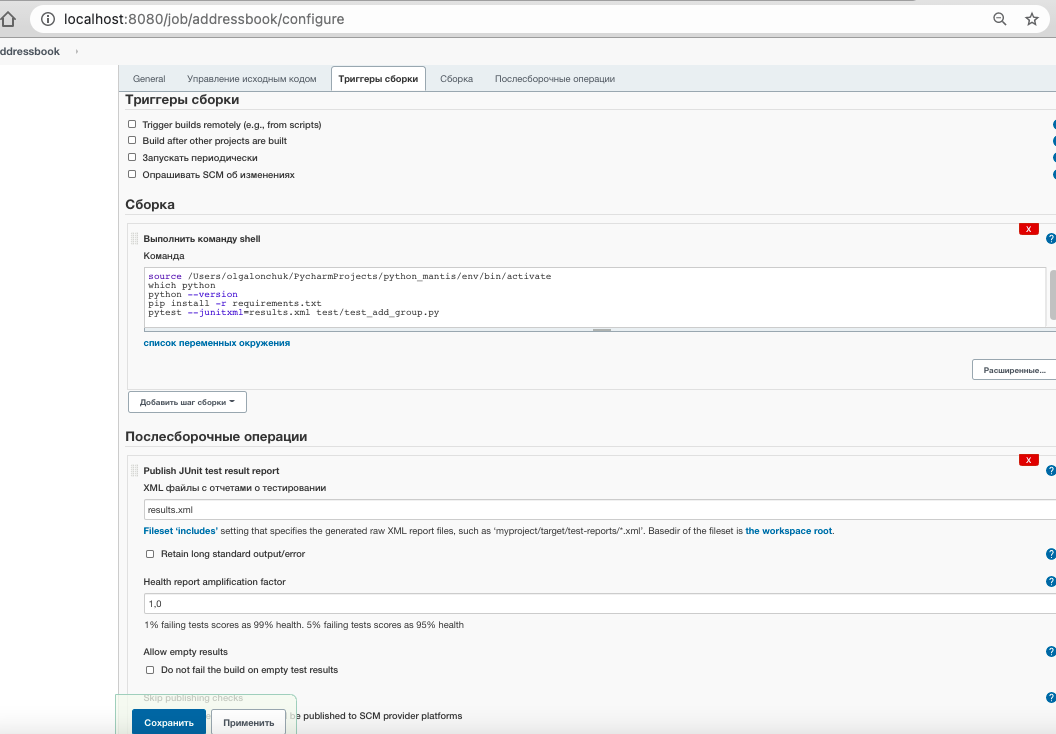 localhost:8080/job/addressbook/configure
ddressbook
General Управление исходным кодом Триггеры сборки Сборка Послесборочные операции
Триггеры сборки
Trigger builds remotely (e.g., from scripts)
Build after other projects are built
Запускать периодически
Опрашивать SCM об изменениях
Сборка
X
Выполнить команду shell
Команда
source /Users/olgalonchuk/PycharmProjects/python_mantis/env/bin/activate
which python
python --version
pip install -r requirements.txt
pytest --junitxml=results.xml test/test_add_group.py
список переменных окружения
Расширенные...
Добавить шаг сборки
Послесборочные операции
X
Publish JUnit test result report
XML файлы с отчетами о тестировании
results.xml
Fileset 'includes' setting that specifies the generated raw XML report files, such as 'myproject/target/test-reports/*.xml'. Basedir of the fileset is the workspace root.
Retain long standard output/error
Health report amplification factor
1,0
1% failing tests scores as 99% health. 5% failing tests scores as 95% health
Allow empty results
Do not fail the build on empty test results
Skip publishing checks
be published to SCM provider platforms
Сохранить Применить